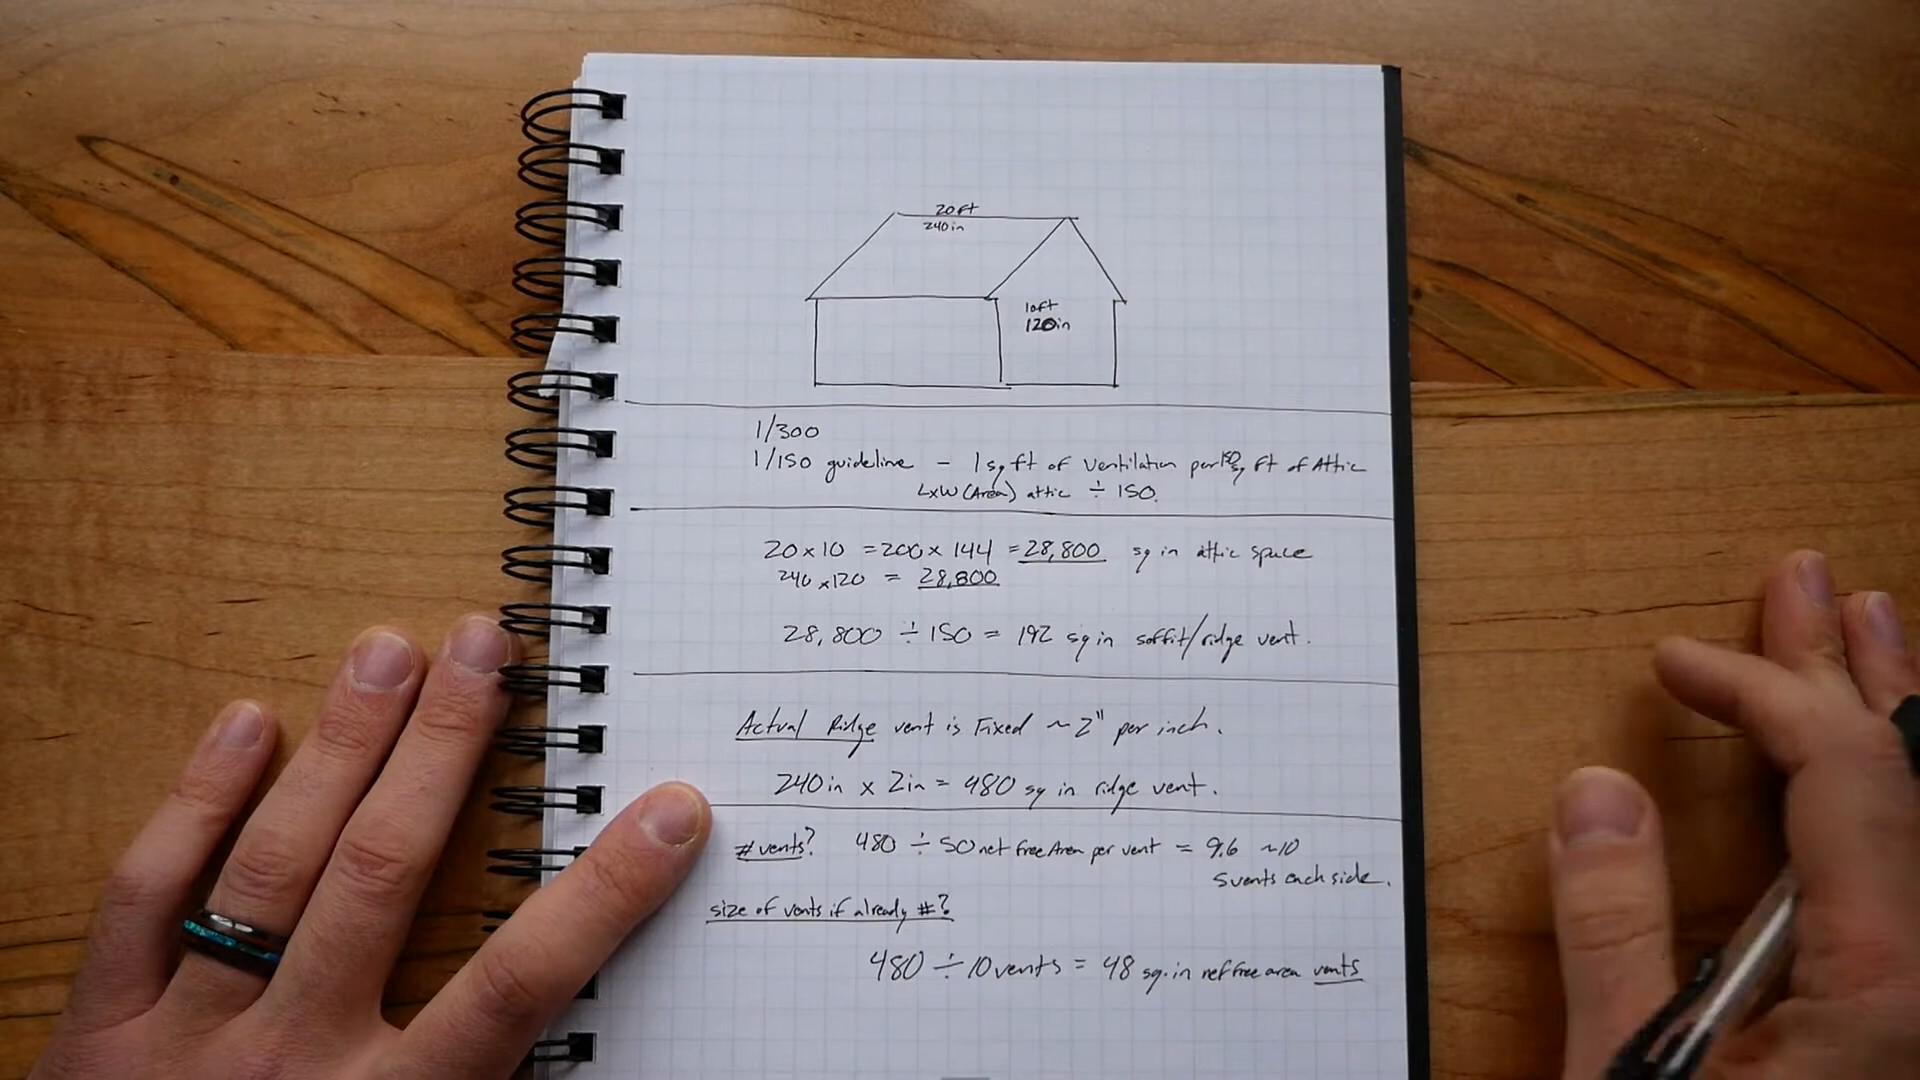 20ft
240in
10ft
120in
1/300
1/150 guideline - 1 sq ft of ventilation per 150 sq ft of Attic
LxW (Area) attic ÷ 150.
20x10 = 200 x 144 = 28,800 sq in attic space
240 x120 = 28,800
28,800 ÷ 150 = 192 sq in soffit/ridge vent.
Actual Ridge vent is Fixed ~2" per inch.
240in x 2in = 480 sq in ridge vent.
# vents? 480 ÷ 50 net free Area per vent = 9.6 ~10
5 vents each side.
size of vents if already #?
480 ÷ 10 vents = 48 sq. in net free area vents